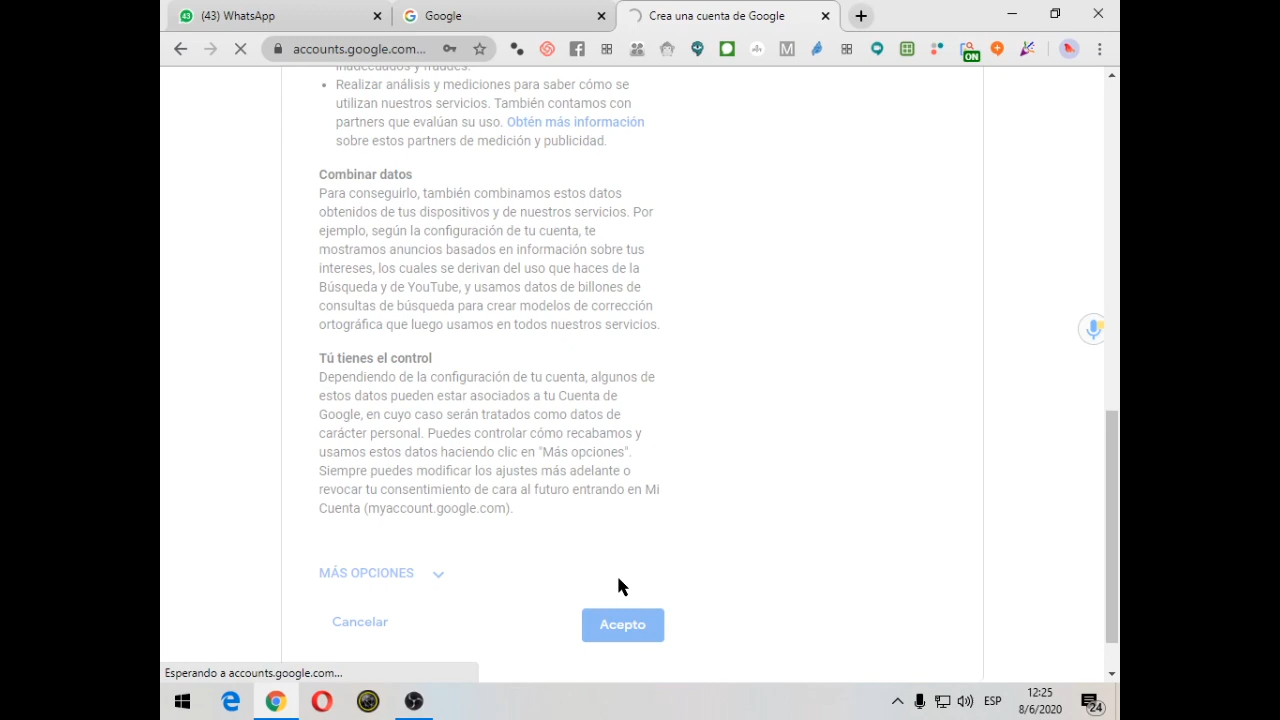 (43) WhatsApp
Google
Crea una cuenta de Google
accounts.google.com...
ON
inadecuados y fraudes.
• Realizar análisis y mediciones para saber cómo se
utilizan nuestros servicios. También contamos con
partners que evalúan su uso. Obtén más información
sobre estos partners de medición y publicidad.
Combinar datos
Para conseguirlo, también combinamos estos datos
obtenidos de tus dispositivos y de nuestros servicios. Por
ejemplo, según la configuración de tu cuenta, te
mostramos anuncios basados en información sobre tus
intereses, los cuales se derivan del uso que haces de la
Búsqueda y de YouTube, y usamos datos de billones de
consultas de búsqueda para crear modelos de corrección
ortográfica que luego usamos en todos nuestros servicios.
Tú tienes el control
Dependiendo de la configuración de tu cuenta, algunos de
estos datos pueden estar asociados a tu Cuenta de
Google, en cuyo caso serán tratados como datos de
carácter personal. Puedes controlar cómo recabamos y
usamos estos datos haciendo clic en "Más opciones".
Siempre puedes modificar los ajustes más adelante o
revocar tu consentimiento de cara al futuro entrando en Mi
Cuenta (myaccount.google.com).
MÁS OPCIONES
Cancelar
Acepto
Esperando a accounts.google.com...
ESP
12:25
8/6/2020
24